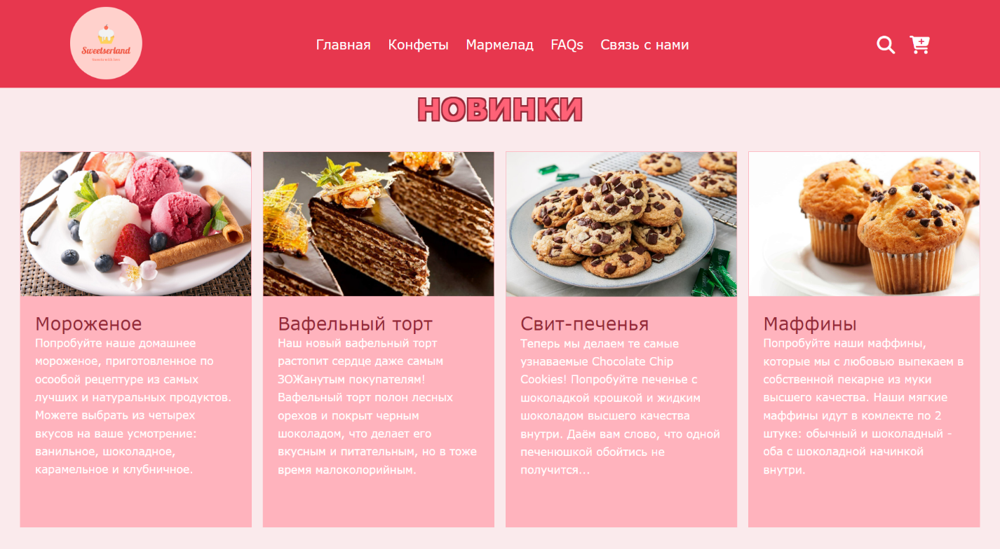 Sweetserland
Главная Конфеты Мармелад FAQs Связь с нами
НОВИНКИ
Мороженое
Попробуйте наше домашнее
мороженое, приготовленное по
осообой рецептуре из самых
лучших и натуральных продуктов.
Можете выбрать из четырех
вкусов на ваше усмотрение:
ванильное, шоколадное,
карамельное и клубничное.
Вафельный торт
Наш новый вафельный торт
растопит сердце даже самым
ЗОЖанутым покупателям!
Вафельный торт полон лесных
орехов и покрыт черным
шоколадом, что делает его
вкусным и питательным, но в тоже
время малоколорийным.
Свит-печенья
Теперь мы делаем те самые
узнаваемые Chocolate Chip
Cookies! Попробуйте печенье с
шоколадкой крошкой и жидким
шоколадом высшего качества
внутри. Даём вам слово, что одной
печенюшкой обойтись не
получится...
Маффины
Попробуйте наши маффины,
которые мы с любовью выпекаем в
собственной пекарне из муки
высшего качества. Наши мягкие
маффины идут в комлекте по 2
штуке: обычный и шоколадный -
оба с шоколадной начинкой
внутри.